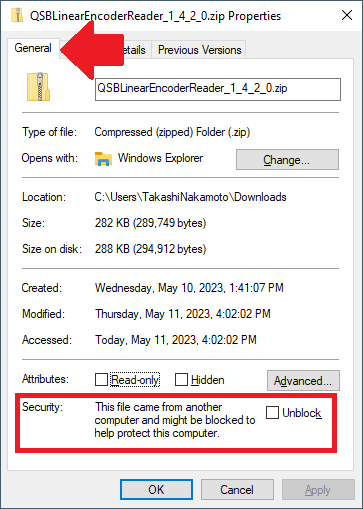 QSBLinearEncoderReader_1_4_2_0.zip Properties
General
Details
Previous Versions
QSBLinearEncoderReader_1_4_2_0.zip
Type of file: Compressed (zipped) Folder (.zip)
Opens with: Windows Explorer Change...
Location: C:\Users\TakashiNakamoto\Downloads
Size: 282 KB (289,749 bytes)
Size on disk: 288 KB (294,912 bytes)
Created: Wednesday, May 10, 2023, 1:41:07 PM
Modified: Thursday, May 11, 2023, 4:02:02 PM
Accessed: Today, May 11, 2023, 4:02:02 PM
Attributes: Read-only Hidden Advanced...
Security: This file came from another
computer and might be blocked to
help protect this computer.
Unblock
OK Cancel Apply